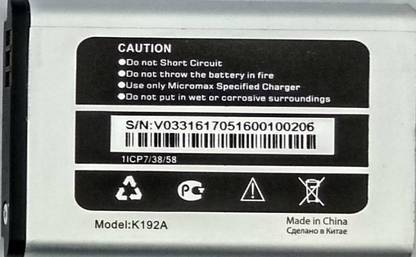 CAUTION
●Do not Short Circuit
●Do not throw the battery in fire
●Use only Micromax Specified Charger
●Do not put in wet or corrosive surroundings
S/N:V0331617051600100206
1ICP7/38/58
Model:K192A
Made in China
Сделано в Китае